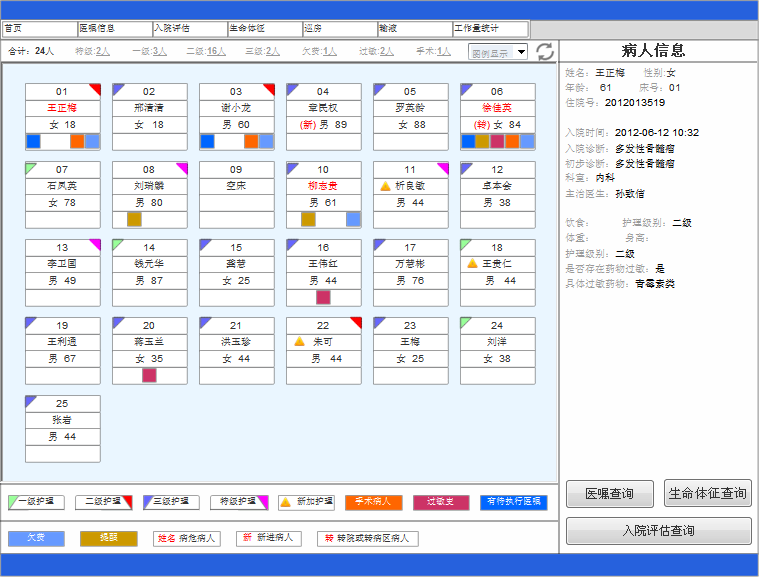 首页 医嘱信息 入院评估 生命体征 巡房 输液 工作量统计
合计：24人 特级:2人 一级:3人 二级:16人 三级:2人 欠费:1人 过敏:2人 手术:1人 图例显示
病人信息
姓名：王正梅 性别:女
年龄： 61 床号：01
住院号：2012013519
入院时间：2012-06-12 10:32
入院诊断：多发性骨髓瘤
初步诊断：多发性骨髓瘤
科室：内科
主治医生：孙致信
饮食： 护理级别：二级
体重： 身高：
护理级别：二级
是否存在药物过敏：是
具体过敏药物：青霉素类
01 02 03 04 05 06
王正梅 邢清清 谢小龙 章民权 罗英龄 徐佳英
女 18 女 18 男 60 (新) 男 89 女 88 (转) 女 84
07 08 09 10 11 12
石凤英 刘瑞麟 空床 柳志贵 析良敏 卓本会
女 78 男 80 男 61 男 44 男 38
13 14 15 16 17 18
李卫国 钱元华 龚慧 王伟红 万慧彬 王贵仁
男 49 男 87 女 25 男 44 男 76 男 44
19 20 21 22 23 24
王利通 蒋玉兰 洪玉珍 朱可 王梅 刘洋
男 67 女 35 女 44 男 44 女 25 女 38
25
张岩
男 44
医嘱查询 生命体征查询
入院评估查询
一级护理 二级护理 三级护理 特级护理 新加护理 手术病人 过敏史 有待执行医嘱
欠费 提醒 姓名 病危病人 新 新进病人 转 转院或转病区病人